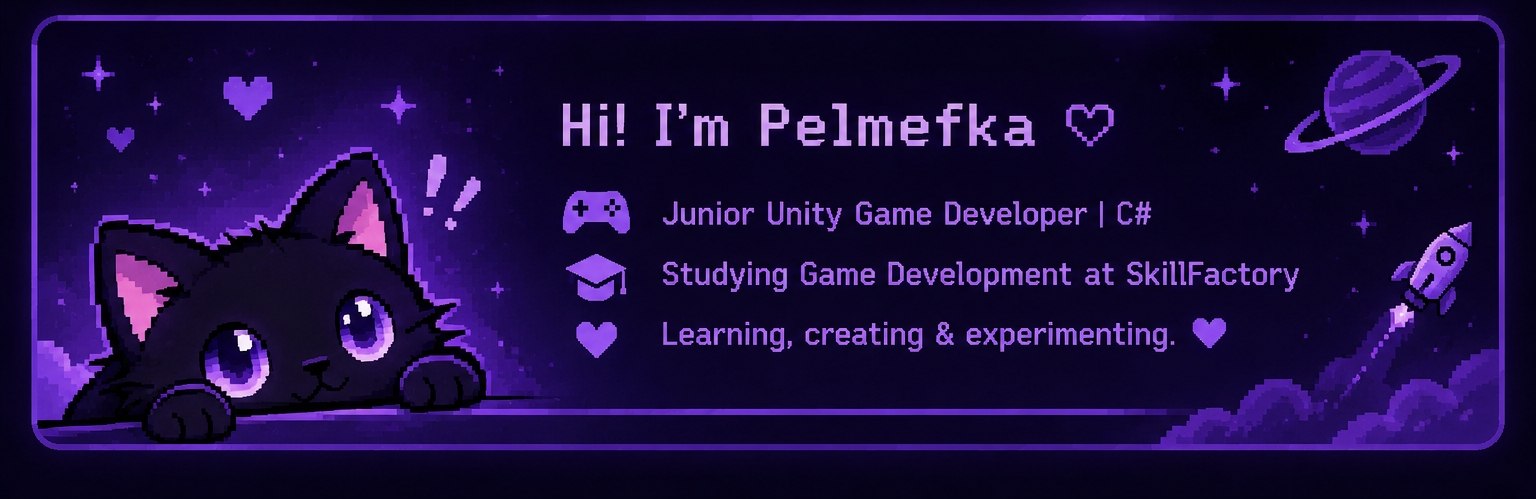 Hi! I'm Pelmefka ♡
Junior Unity Game Developer | C#
Studying Game Development at SkillFactory
Learning, creating & experimenting.